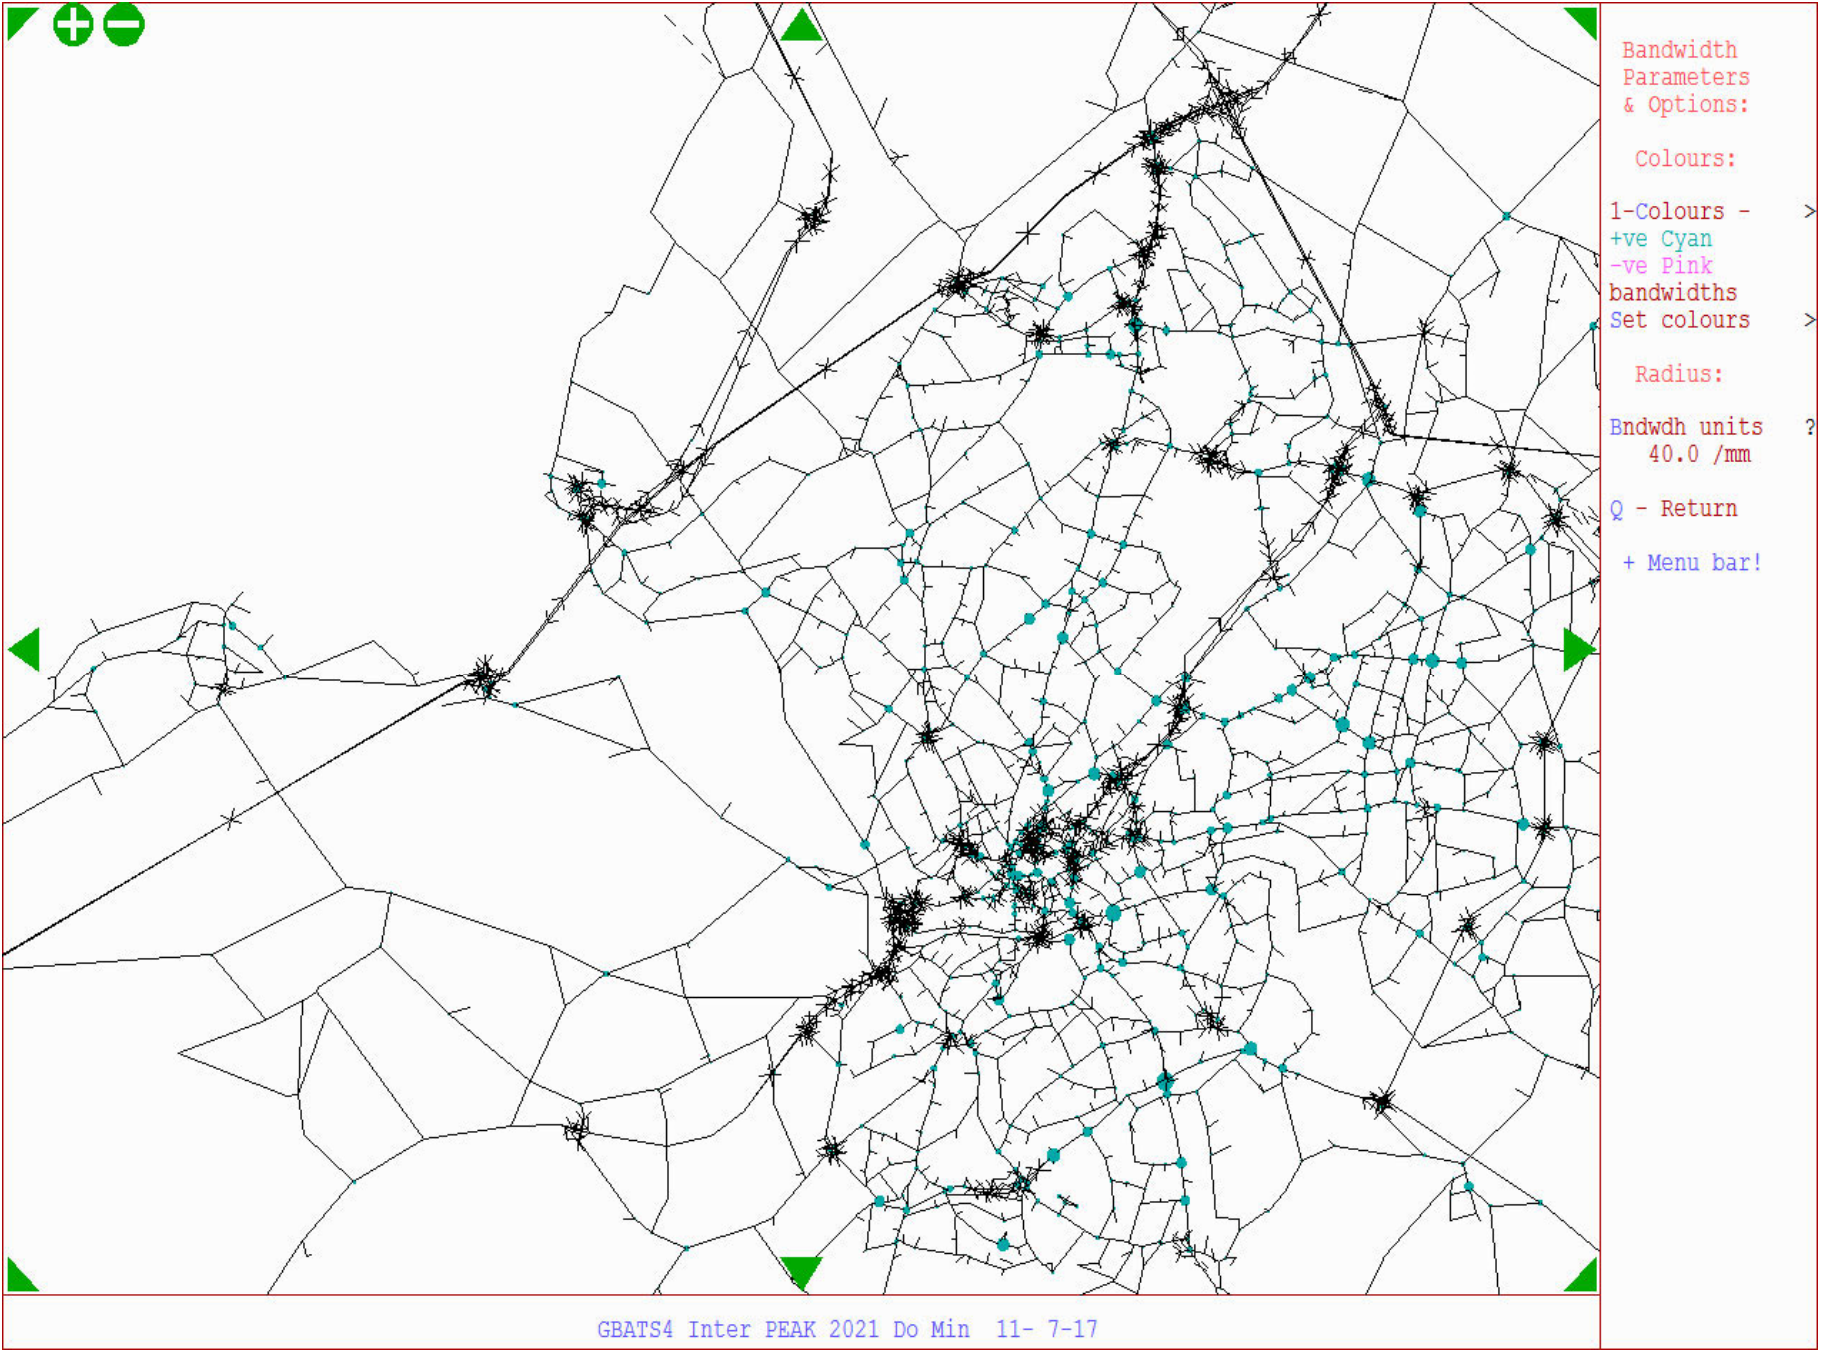 Bandwidth
Parameters
& Options:
Colours:
1-Colours - >
+ve Cyan
-ve Pink
bandwidths
Set colours >
Radius:
Bndwdh units ?
40.0 /mm
Q - Return
+ Menu bar!
GBATS4 Inter PEAK 2021 Do Min 11- 7-17